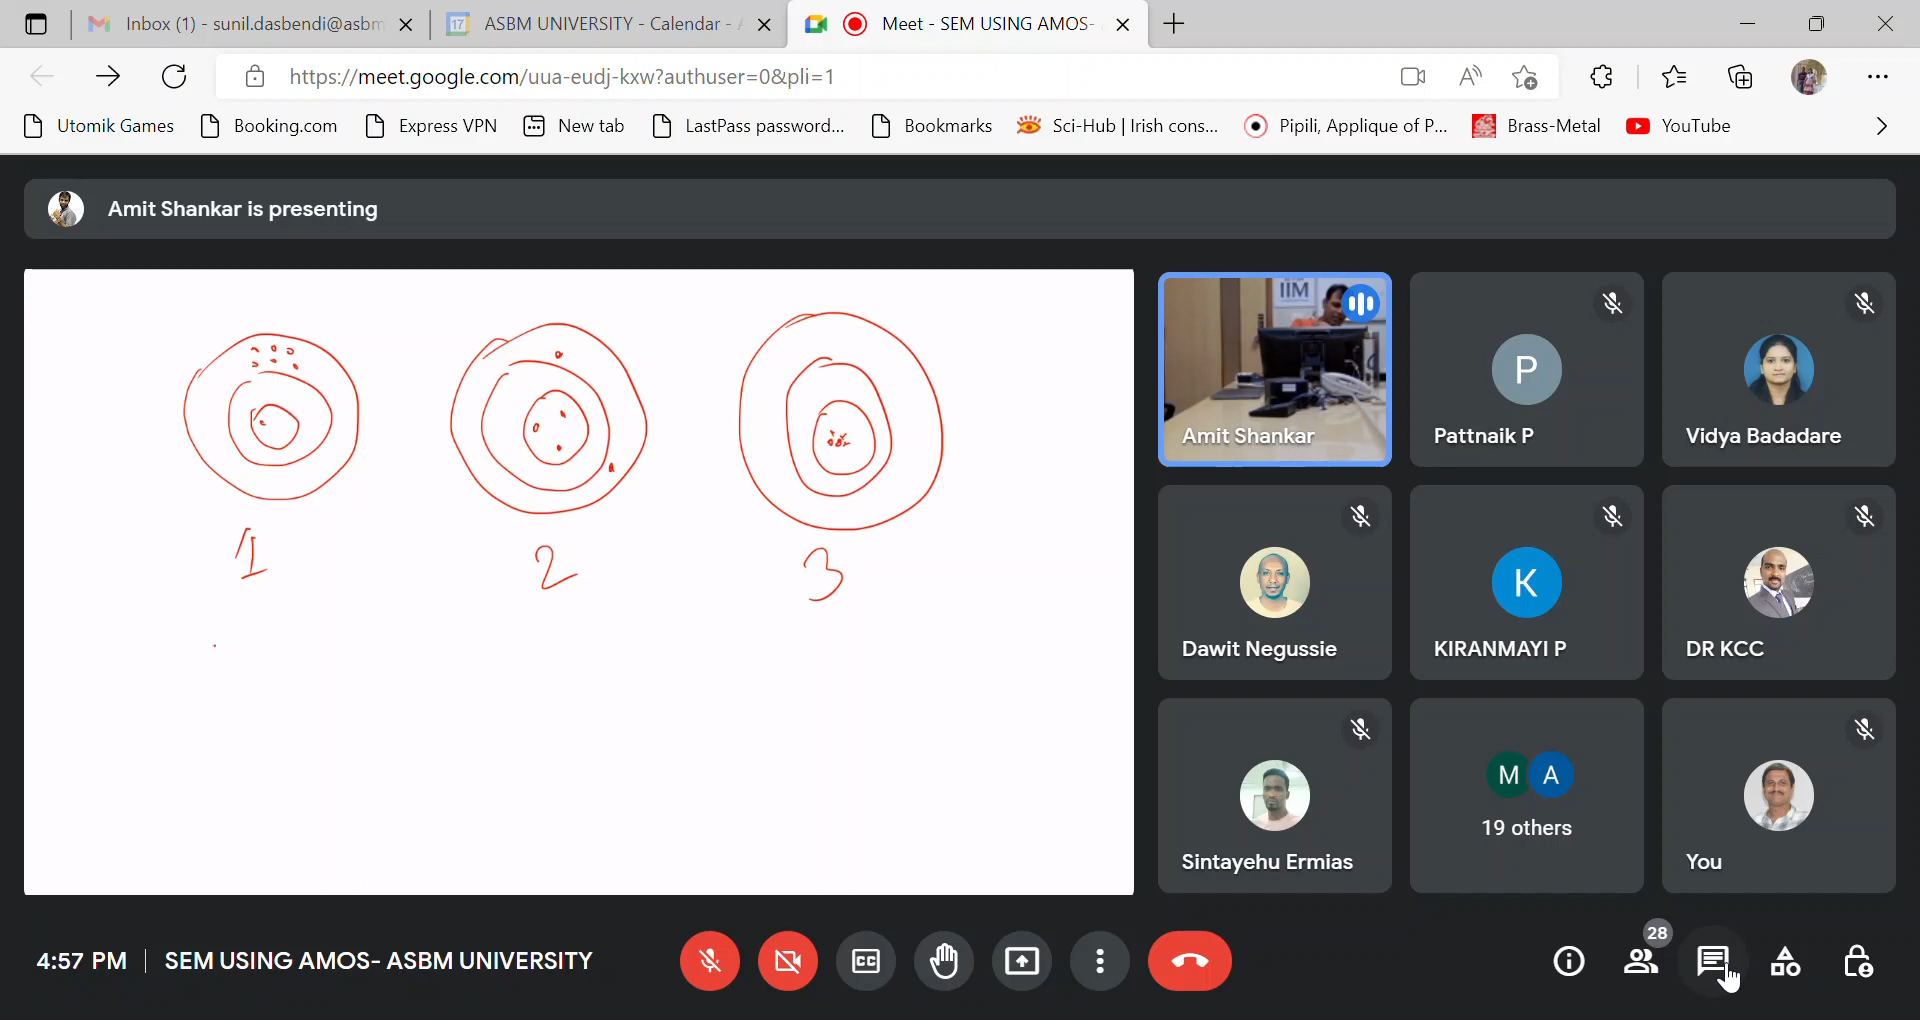 Inbox (1) - sunil.dasbendi@asbm
17
ASBM UNIVERSITY - Calendar -
Meet - SEM USING AMOS-
https://meet.google.com/uua-eudj-kxw?authuser=0&pli=1
Utomik Games
Booking.com
Express VPN
New tab
LastPass password...
Bookmarks
Sci-Hub | Irish cons...
Pipili, Applique of P...
Brass-Metal
YouTube
Amit Shankar is presenting
1
2
3
IIM
Amit Shankar
P
Pattnaik P
Vidya Badadare
Dawit Negussie
K
KIRANMAYI P
DR KCC
Sintayehu Ermias
M A
19 others
You
4:57 PM
SEM USING AMOS- ASBM UNIVERSITY
CC
28